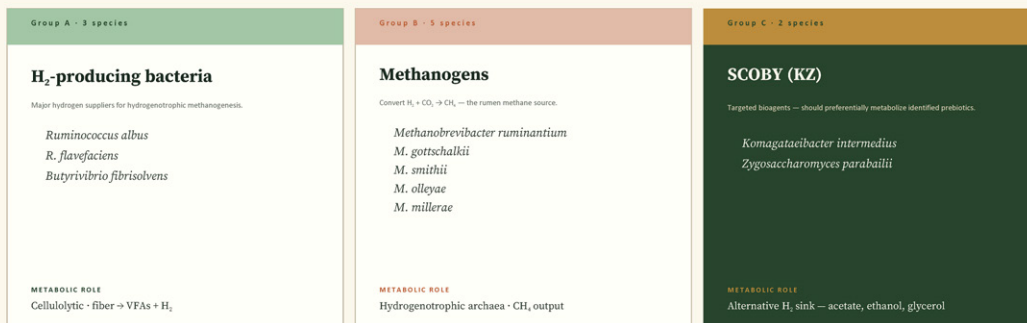 Group A · 3 species
H₂-producing bacteria
Major hydrogen suppliers for hydrogenotrophic methanogenesis.
Ruminococcus albus
R. flavefaciens
Butyrivibrio fibrisolvens
METABOLIC ROLE
Cellulolytic · fiber → VFAs + H₂
Group B · 5 species
Methanogens
Convert H₂ + CO₂ → CH₄ — the rumen methane source.
Methanobrevibacter ruminantium
M. gottschalkii
M. smithii
M. olleyae
M. millerae
METABOLIC ROLE
Hydrogenotrophic archaea · CH₄ output
Group C · 2 species
SCOBY (KZ)
Targeted bioagents — should preferentially metabolize identified prebiotics.
Komagataeibacter intermedius
Zygosaccharomyces parabailii
METABOLIC ROLE
Alternative H₂ sink — acetate, ethanol, glycerol